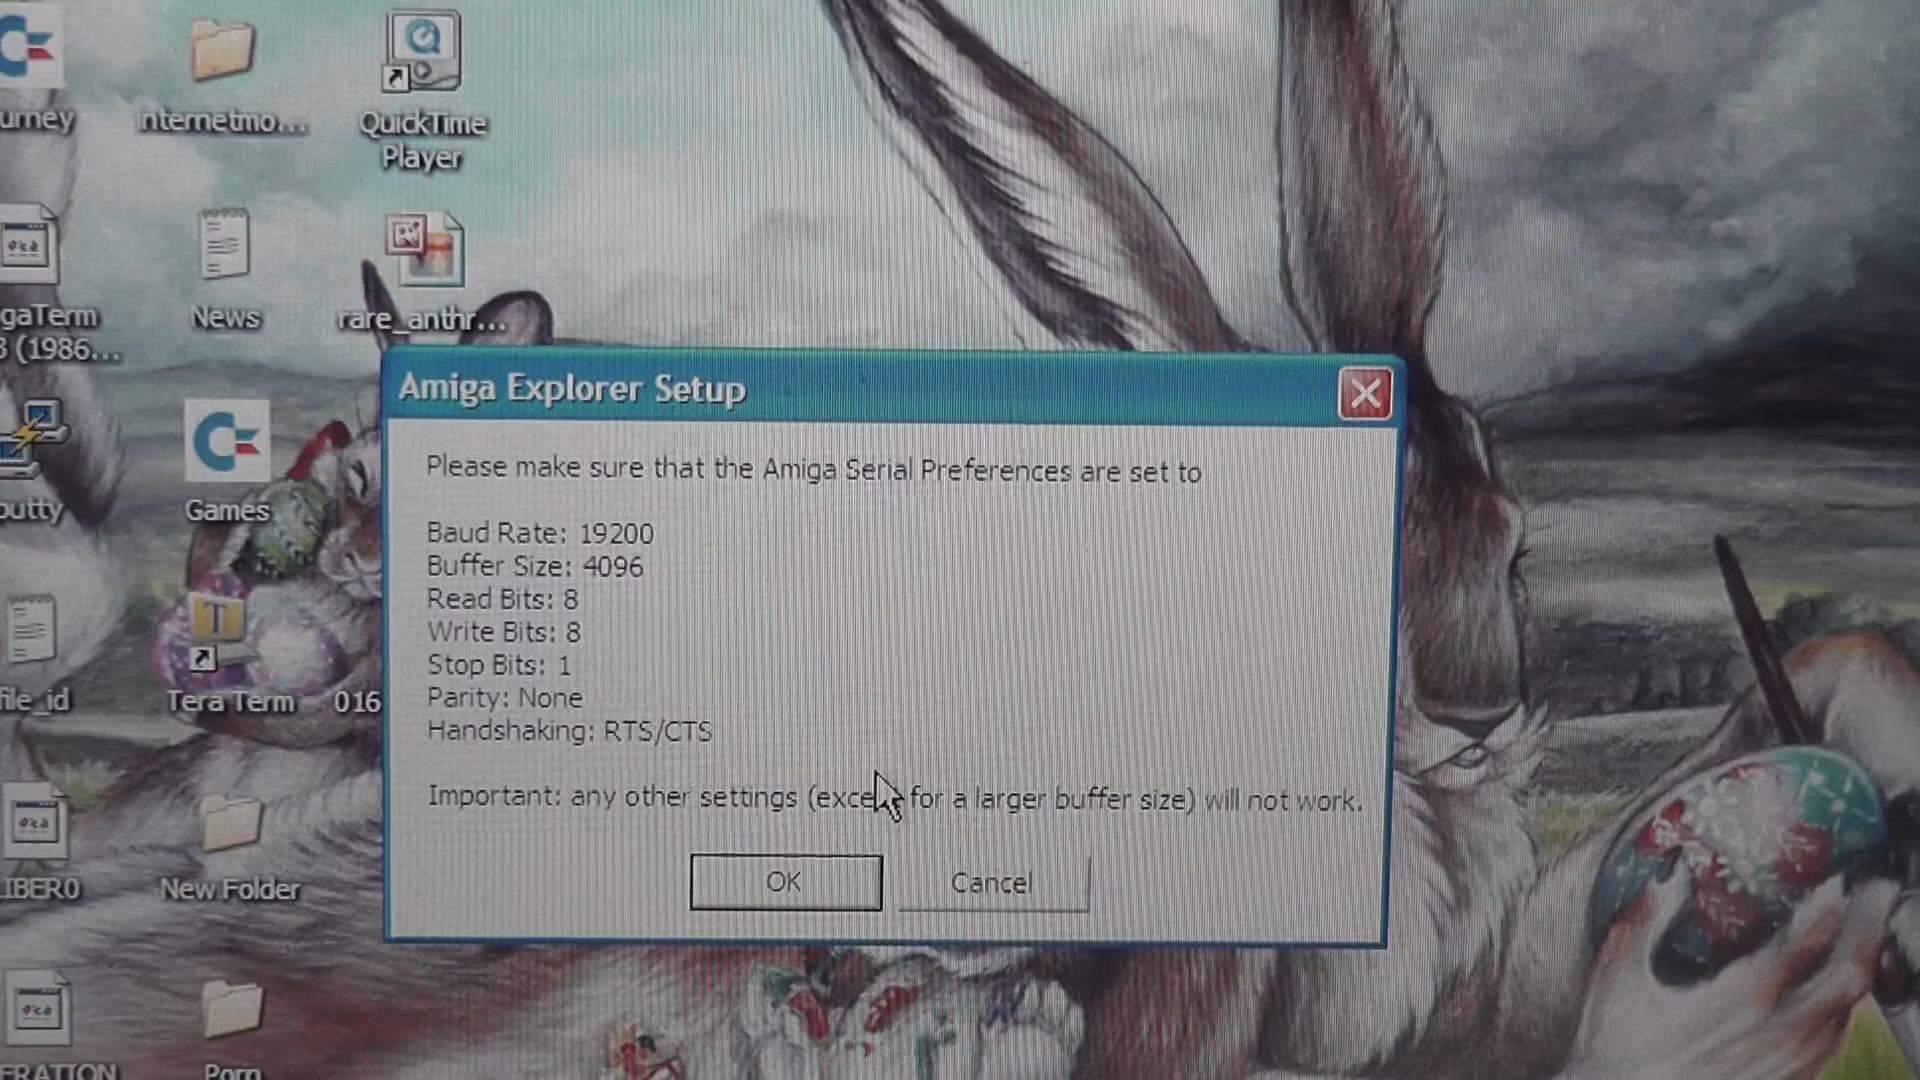 urney
internetmo...
QuickTime
Player
gaTerm
3 (1986...
News
rare_anthr...
Amiga Explorer Setup
Please make sure that the Amiga Serial Preferences are set to
Baud Rate: 19200
Buffer Size: 4096
Read Bits: 8
Write Bits: 8
Stop Bits: 1
Parity: None
Handshaking: RTS/CTS
Important: any other settings (exce for a larger buffer size) will not work.
OK
Cancel
putty
Games
file_id
Tera Term
016
IBER0
New Folder
ERATION
Porn